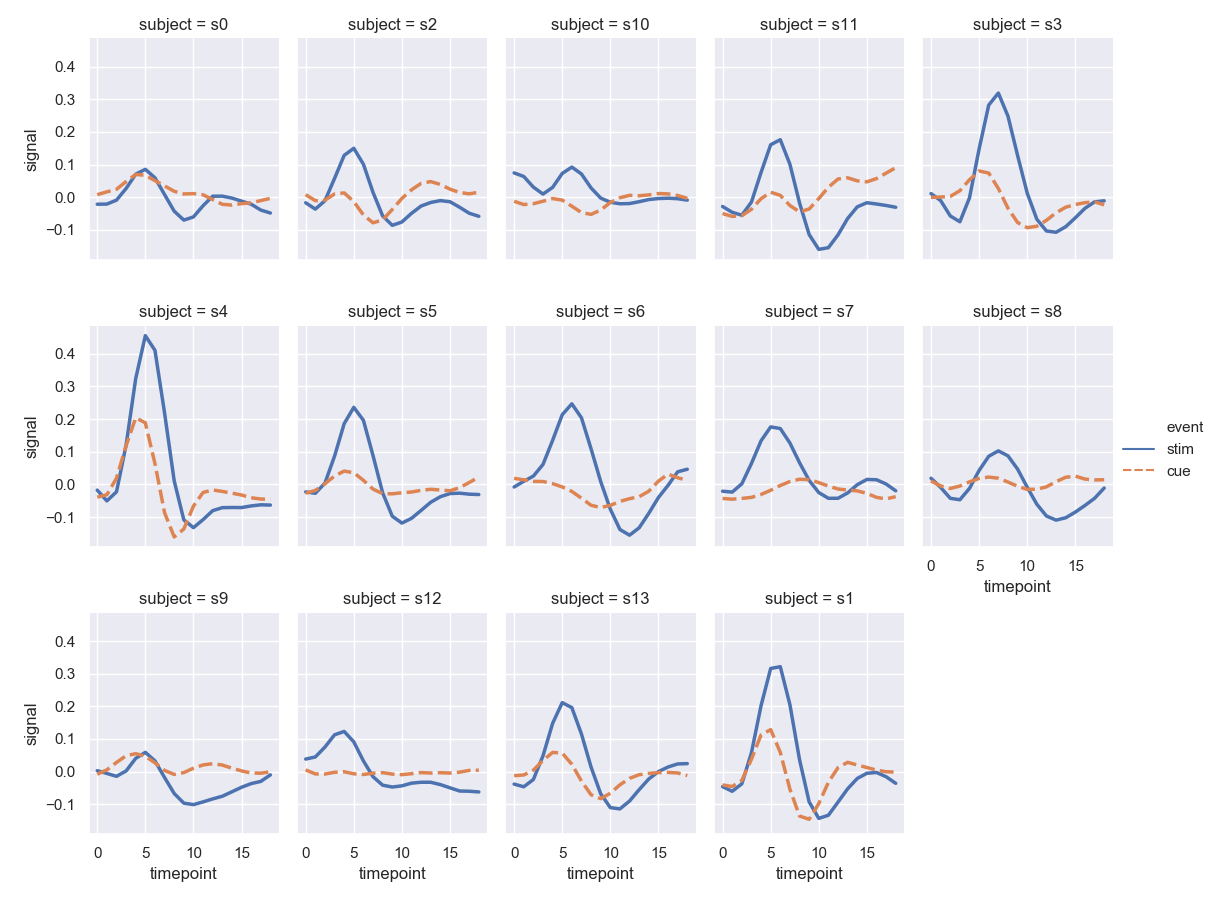 subject = s0 subject = s2 subject = s10 subject = s11 subject = s3
0.4
0.3
0.2
0.1
0.0
−0.1
signal
subject = s4 subject = s5 subject = s6 subject = s7 subject = s8
0.4
0.3
0.2
0.1
0.0
−0.1
signal
0 5 10 15
timepoint
event
stim
cue
subject = s9 subject = s12 subject = s13 subject = s1
0.4
0.3
0.2
0.1
0.0
−0.1
signal
0 5 10 15 0 5 10 15 0 5 10 15 0 5 10 15
timepoint timepoint timepoint timepoint